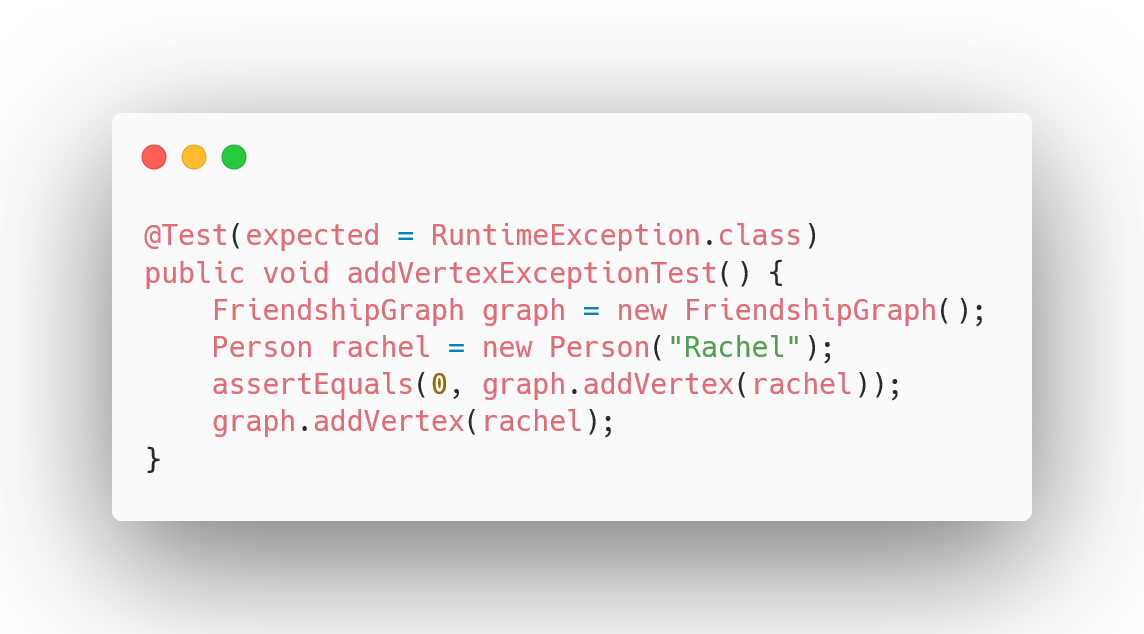 @Test(expected = RuntimeException.class)
public void addVertexExceptionTest() {
    FriendshipGraph graph = new FriendshipGraph();
    Person rachel = new Person("Rachel");
    assertEquals(0, graph.addVertex(rachel));
    graph.addVertex(rachel);
}